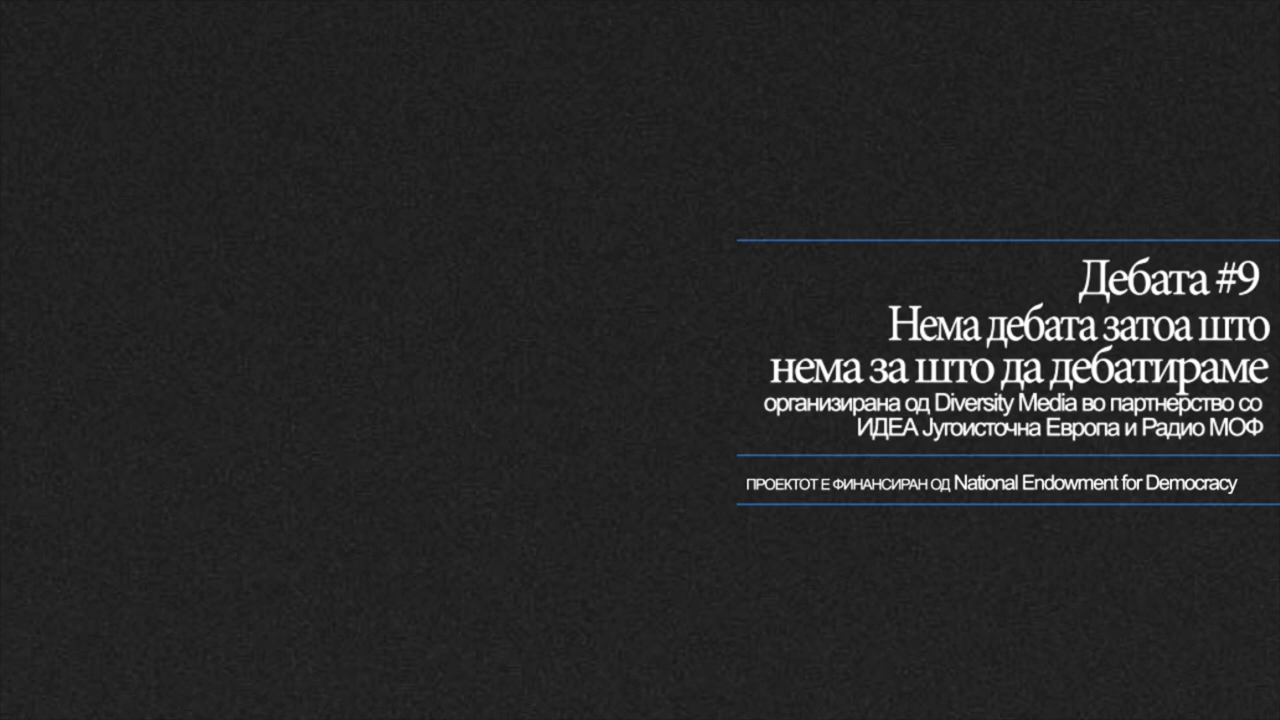 Дебата #9
Нема дебата затоа што
нема за што да дебатираме
организирана од Diversity Media во партнерство со
ИДЕА Југоисточна Европа и Радио МОФ
ПРОЕКТОТ Е ФИНАНСИРАН ОД National Endowment for Democracy